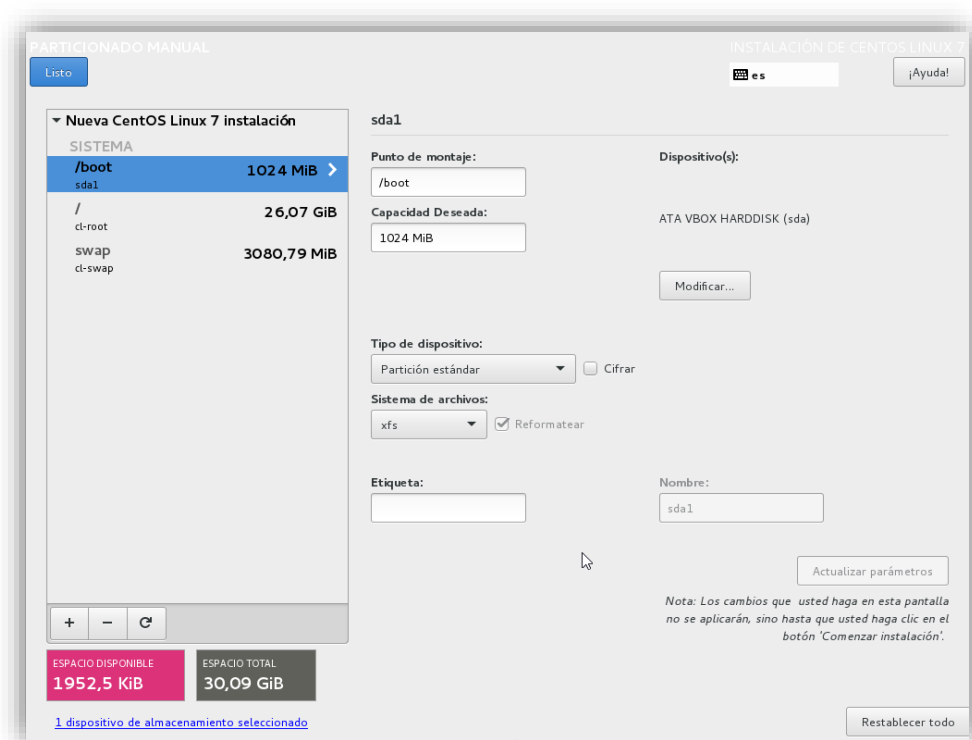 PARTICIONADO MANUAL
INSTALACIÓN DE CENTOS LINUX 7
Listo
es
¡Ayuda!
Nueva CentOS Linux 7 instalación
SISTEMA
/boot
1024 MiB
sda1
/
26,07 GiB
cl-root
swap
3080,79 MiB
cl-swap
sda1
Punto de montaje:
/boot
Capacidad Deseada:
1024 MiB
Dispositivo(s):
ATA VBOX HARDDISK (sda)
Modificar...
Tipo de dispositivo:
Partición estándar
Cifrar
Sistema de archivos:
xfs
Reformatear
Etiqueta:
Nombre:
sda1
Actualizar parámetros
Nota: Los cambios que usted haga en esta pantalla
no se aplicarán, sino hasta que usted haga clic en el
botón 'Comenzar instalación'.
ESPACIO DISPONIBLE
1952,5 KiB
ESPACIO TOTAL
30,09 GiB
1 dispositivo de almacenamiento seleccionado
Restablecer todo